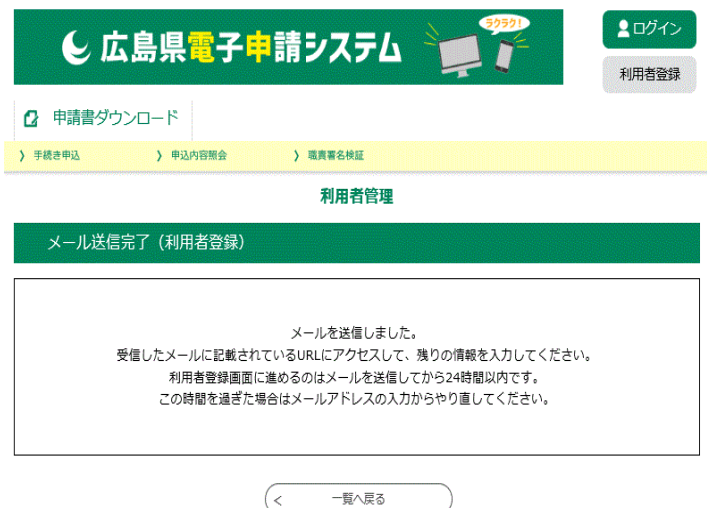 広島県電子申請システム
ラクラク!
ログイン
利用者登録
申請書ダウンロード
手続き申込
申込内容照会
職責署名検証
利用者管理
メール送信完了（利用者登録）
メールを送信しました。
受信したメールに記載されているURLにアクセスして、残りの情報を入力してください。
利用者登録画面に進めるのはメールを送信してから24時間以内です。
この時間を過ぎた場合はメールアドレスの入力からやり直してください。
一覧へ戻る